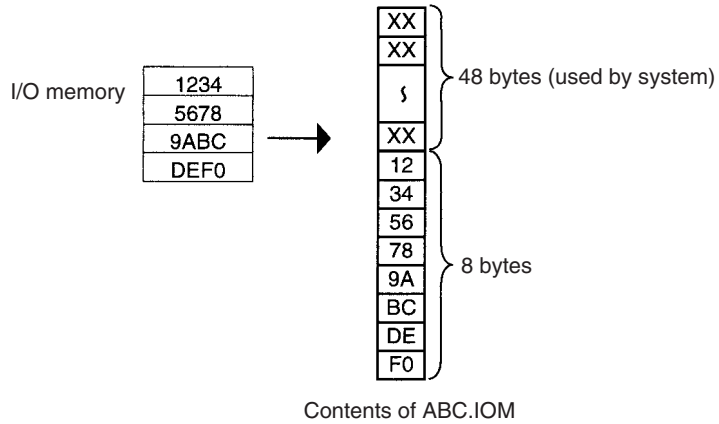 I/O memory
1234
5678
9ABC
DEF0
XX
XX
XX
12
34
56
78
9A
BC
DE
F0
48 bytes (used by system)
8 bytes
Contents of ABC.IOM